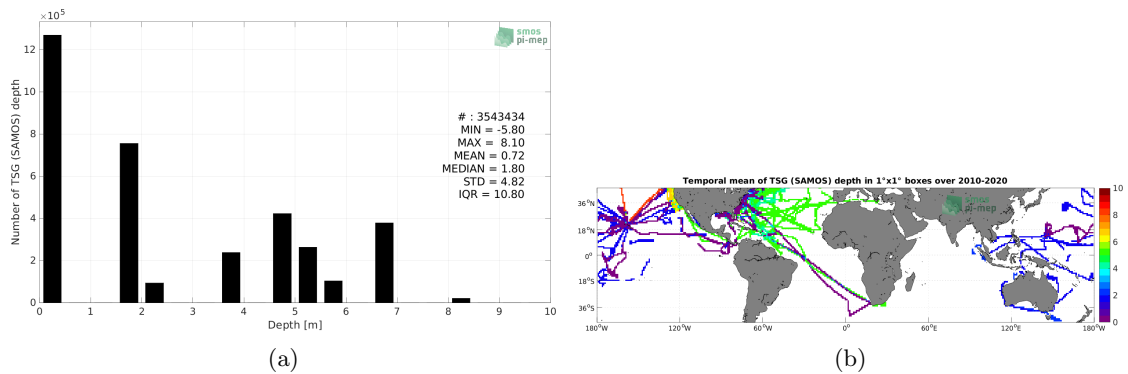 ×10⁵
12
10
8
6
4
2
0
Number of TSG (SAMOS) depth
smos
pi-mep
# : 3543434
MIN = -5.80
MAX = 8.10
MEAN = 0.72
MEDIAN = 1.80
STD = 4.82
IQR = 10.80
0 1 2 3 4 5 6 7 8 9 10
Depth [m]
(a)
Temporal mean of TSG (SAMOS) depth in 1°x1° boxes over 2010-2020
smos
pi-mep
36°N
18°N
0°
18°S
36°S
180°W 120°W 60°W 0° 60°E 120°E 180°W
10
8
6
4
2
0
(b)